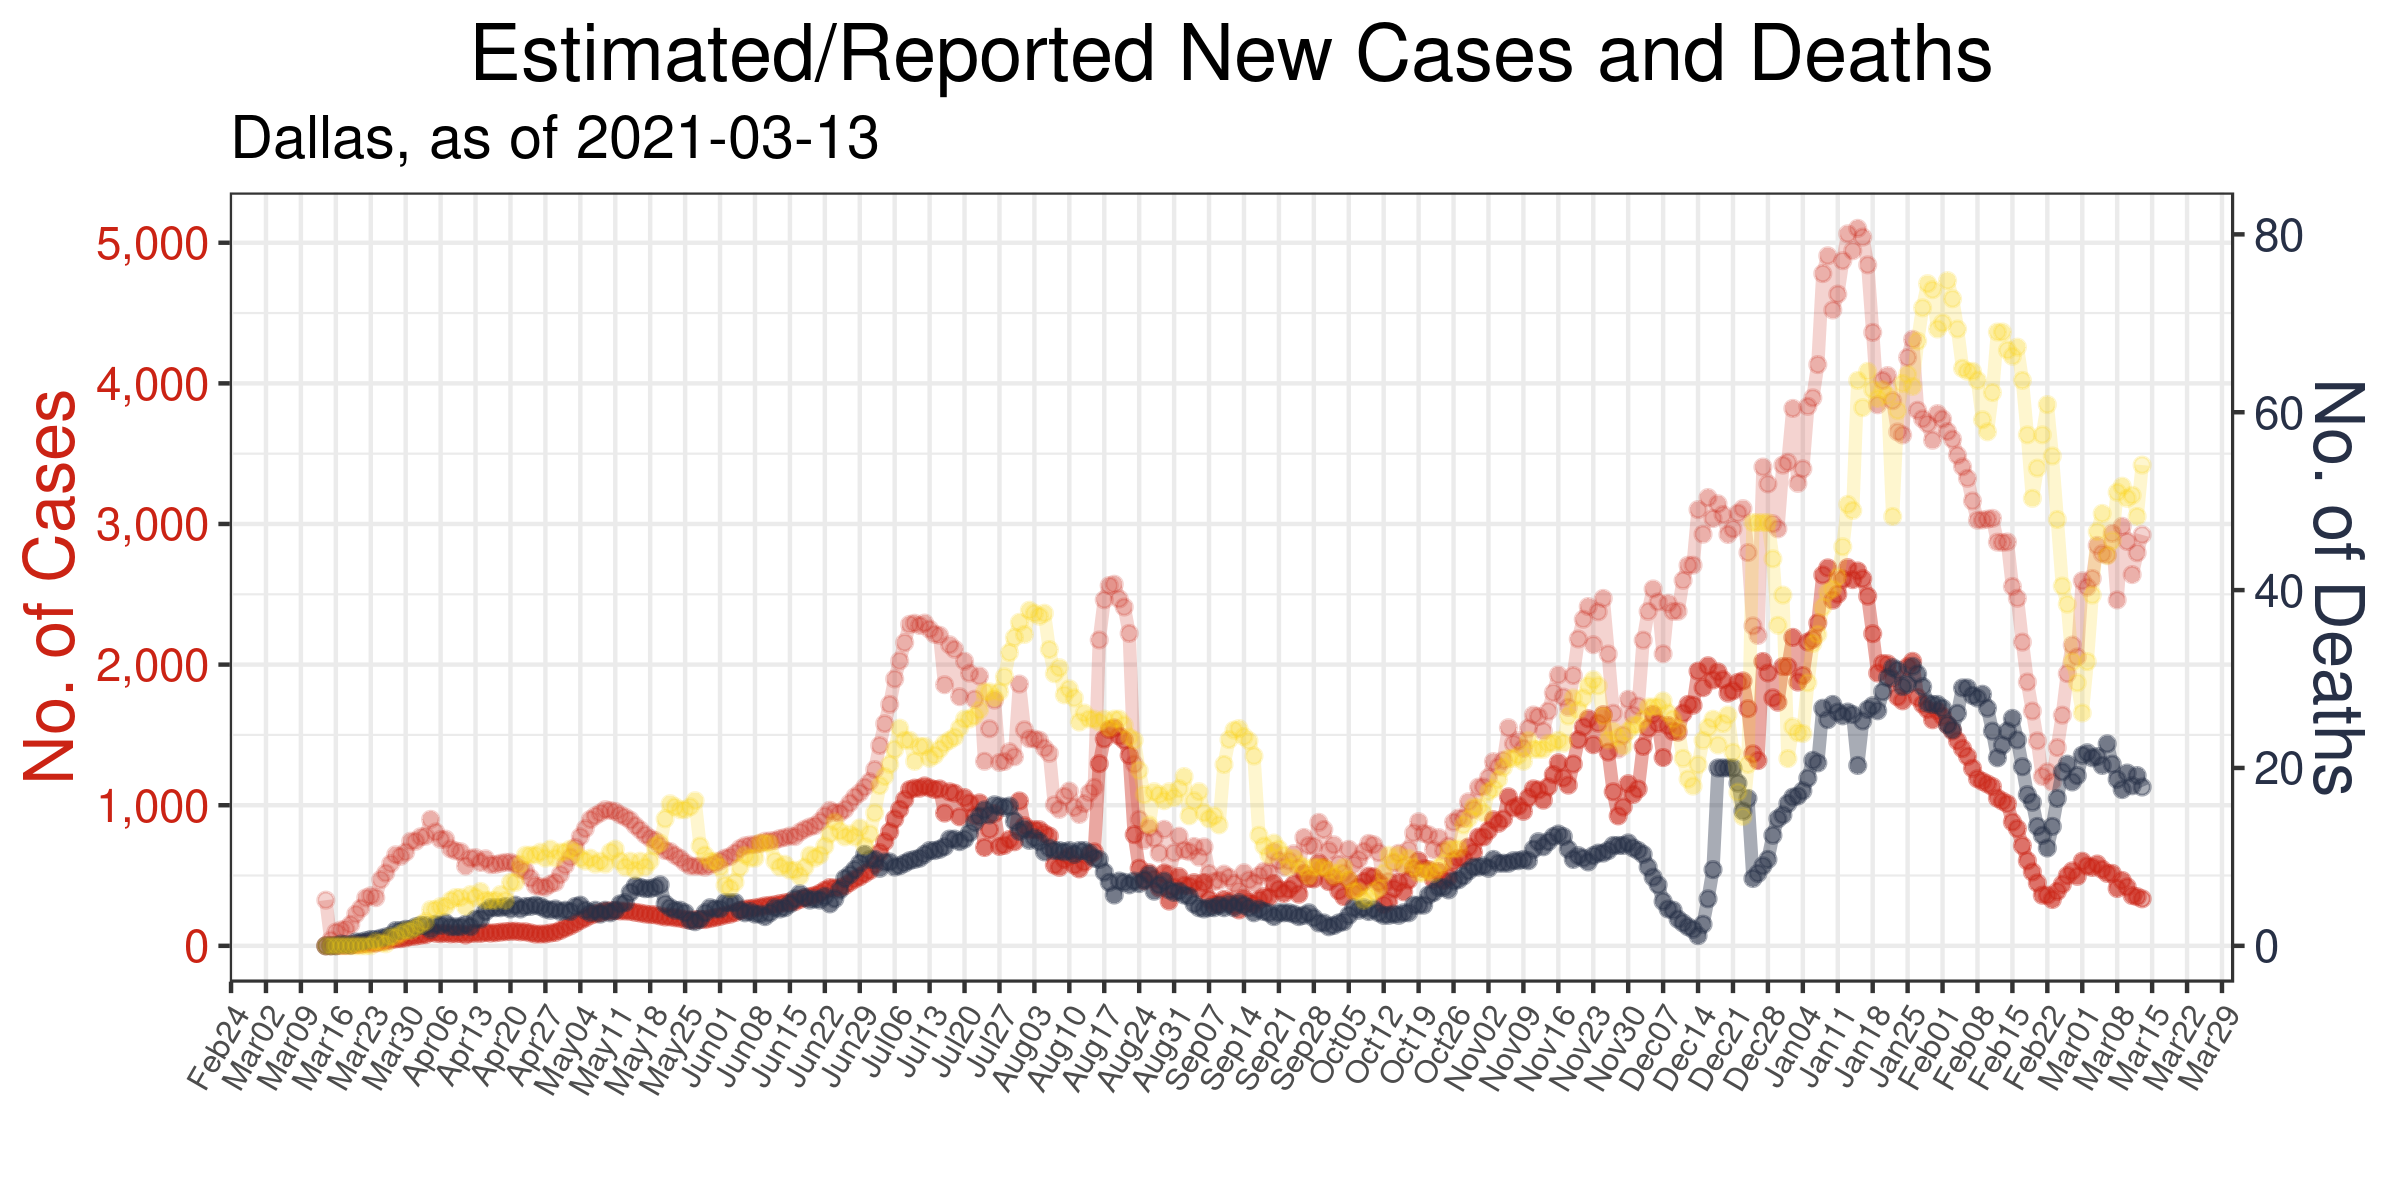 Estimated/Reported New Cases and Deaths
Dallas, as of 2021-03-13
No. of Cases
5,000
4,000
3,000
2,000
1,000
0
80
60
40
20
0
No. of Deaths
Feb24
Mar02
Mar09
Mar16
Mar23
Mar30
Apr06
Apr13
Apr20
Apr27
May04
May11
May18
May25
Jun01
Jun08
Jun15
Jun22
Jun29
Jul06
Jul13
Jul20
Jul27
Aug03
Aug10
Aug17
Aug24
Aug31
Sep07
Sep14
Sep21
Sep28
Oct05
Oct12
Oct19
Oct26
Nov02
Nov09
Nov16
Nov23
Nov30
Dec07
Dec14
Dec21
Dec28
Jan04
Jan11
Jan18
Jan25
Feb01
Feb08
Feb15
Feb22
Mar01
Mar08
Mar15
Mar22
Mar29